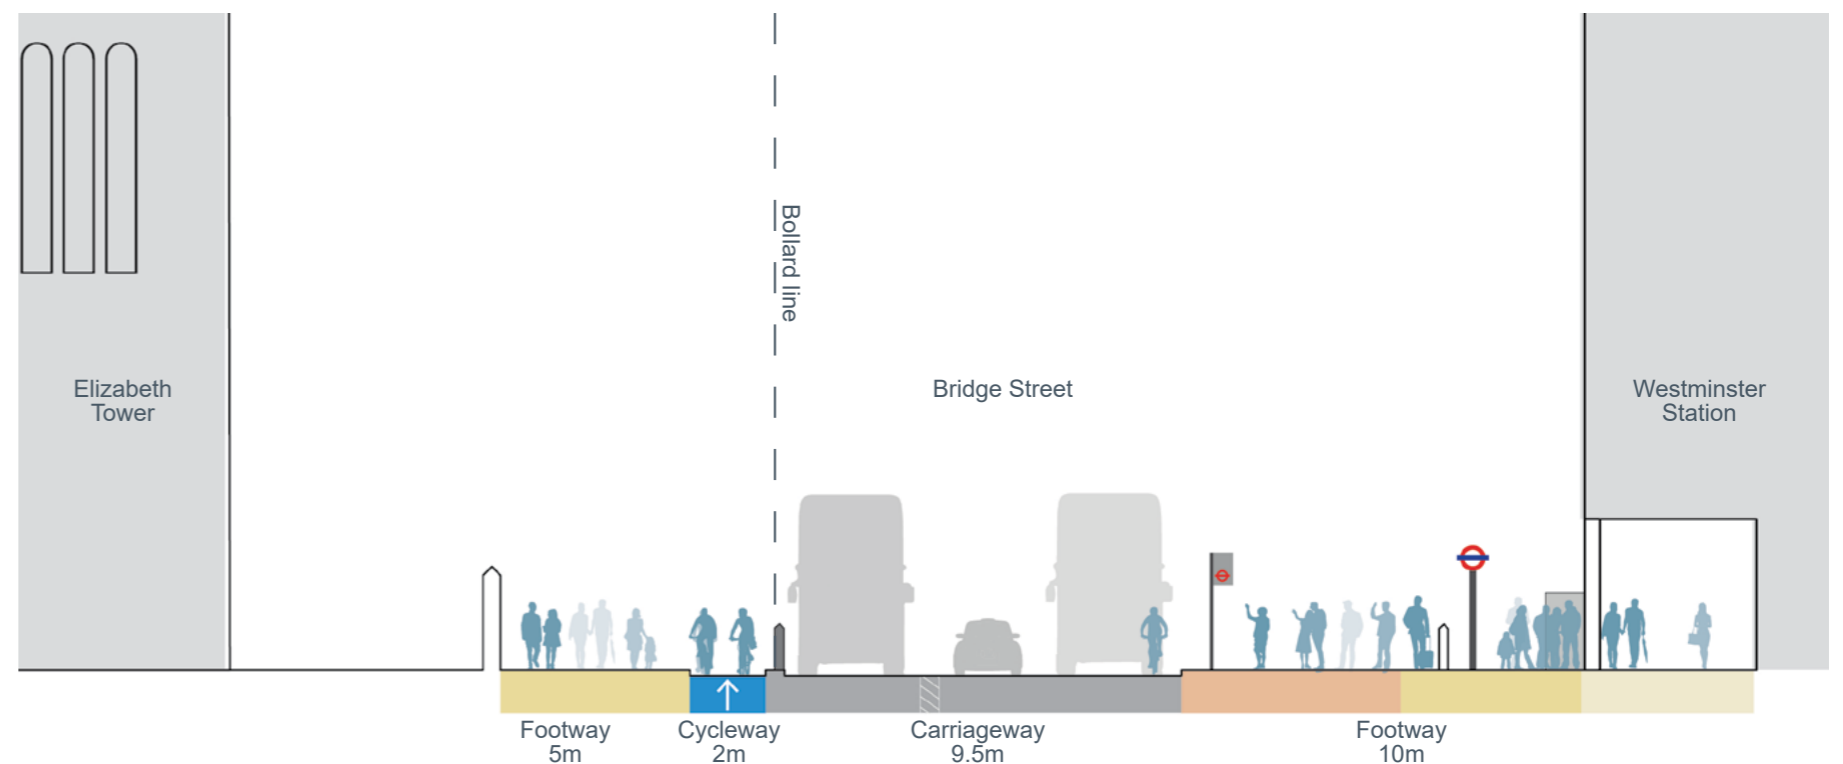 Bollard line
Elizabeth
Tower
Bridge Street
Westminster
Station
Footway
5m
Cycleway
2m
Carriageway
9.5m
Footway
10m